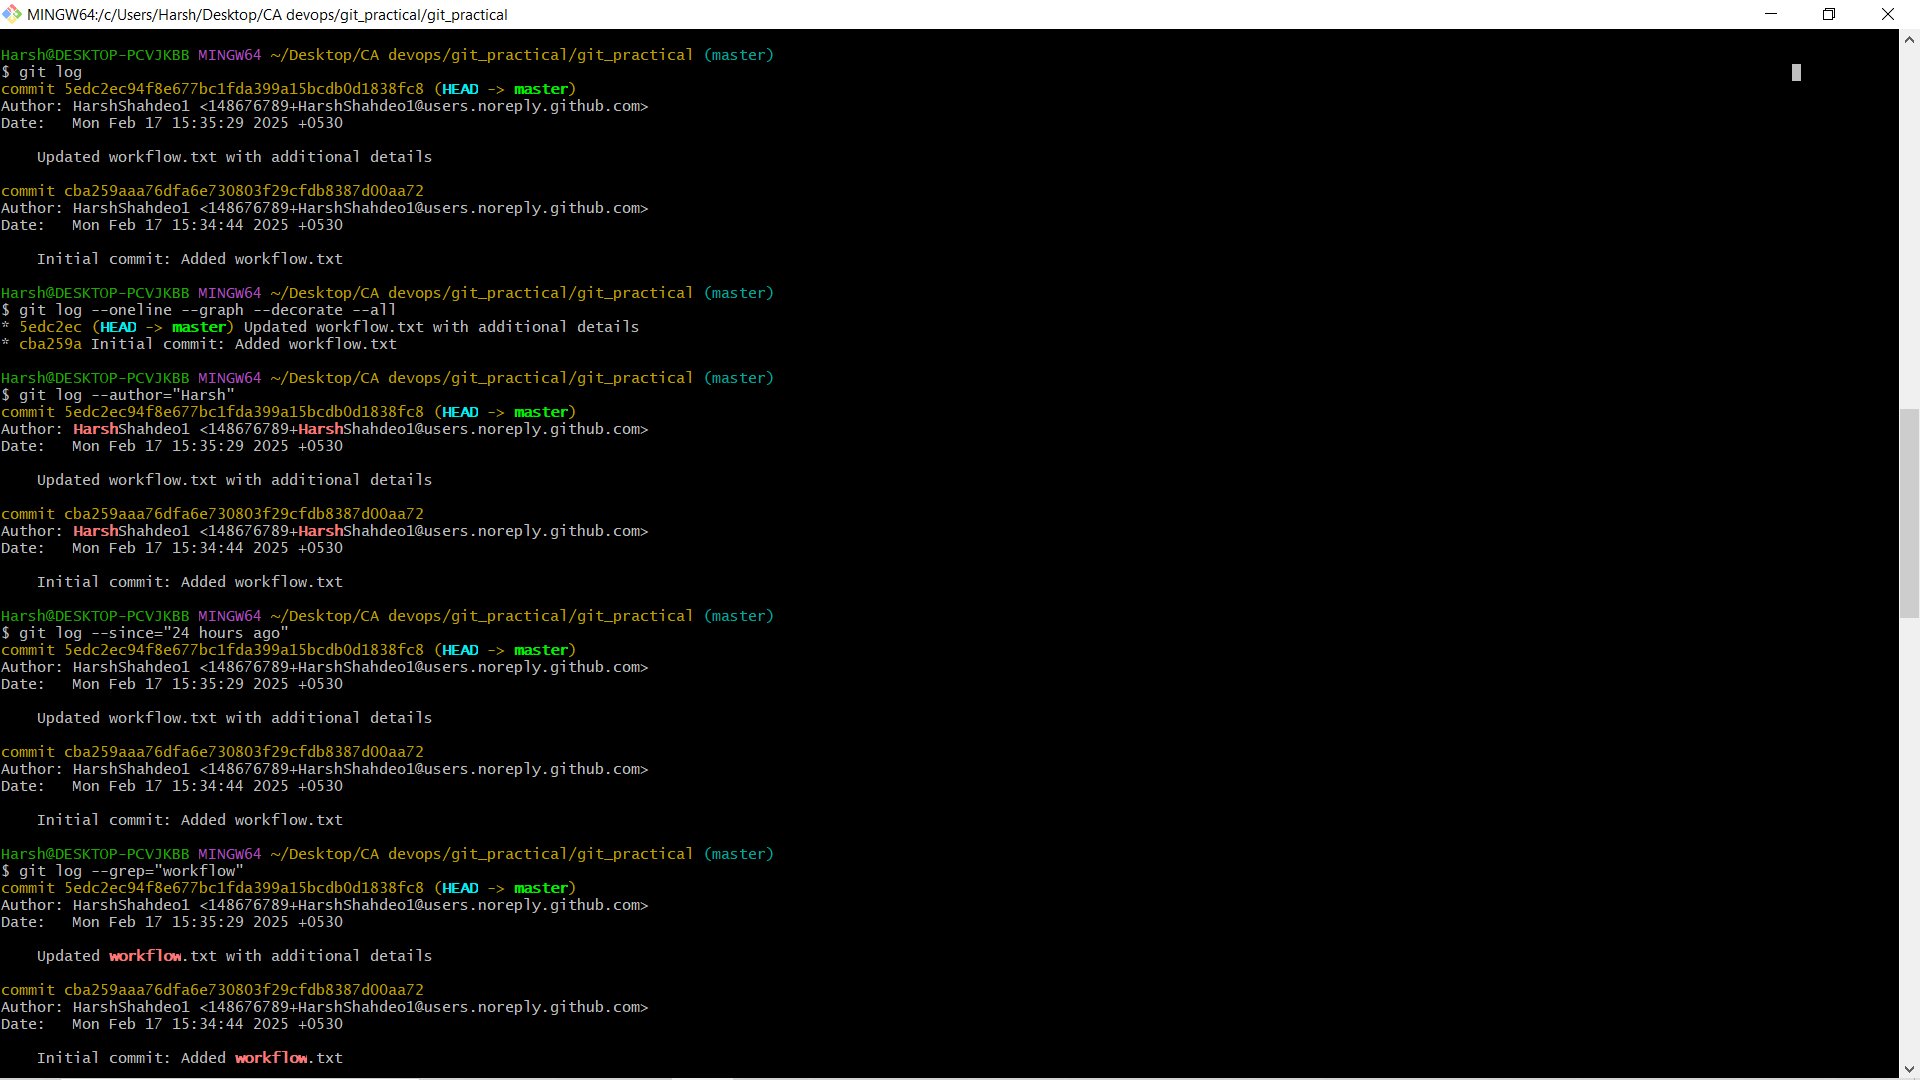 MINGW64:/c/Users/Harsh/Desktop/CA devops/git_practical/git_practical
Harsh@DESKTOP-PCVJKBB MINGW64 ~/Desktop/CA devops/git_practical/git_practical (master)
$ git log
commit 5edc2ec94f8e677bc1fda399a15bcdb0d1838fc8 (HEAD -> master)
Author: HarshShahdeo1 <148676789+HarshShahdeo1@users.noreply.github.com>
Date:   Mon Feb 17 15:35:29 2025 +0530
    Updated workflow.txt with additional details
commit cba259aaa76dfa6e730803f29cfdb8387d00aa72
Author: HarshShahdeo1 <148676789+HarshShahdeo1@users.noreply.github.com>
Date:   Mon Feb 17 15:34:44 2025 +0530
    Initial commit: Added workflow.txt
Harsh@DESKTOP-PCVJKBB MINGW64 ~/Desktop/CA devops/git_practical/git_practical (master)
$ git log --oneline --graph --decorate --all
* 5edc2ec (HEAD -> master) Updated workflow.txt with additional details
* cba259a Initial commit: Added workflow.txt
Harsh@DESKTOP-PCVJKBB MINGW64 ~/Desktop/CA devops/git_practical/git_practical (master)
$ git log --author="Harsh"
commit 5edc2ec94f8e677bc1fda399a15bcdb0d1838fc8 (HEAD -> master)
Author: HarshShahdeo1 <148676789+HarshShahdeo1@users.noreply.github.com>
Date:   Mon Feb 17 15:35:29 2025 +0530
    Updated workflow.txt with additional details
commit cba259aaa76dfa6e730803f29cfdb8387d00aa72
Author: HarshShahdeo1 <148676789+HarshShahdeo1@users.noreply.github.com>
Date:   Mon Feb 17 15:34:44 2025 +0530
    Initial commit: Added workflow.txt
Harsh@DESKTOP-PCVJKBB MINGW64 ~/Desktop/CA devops/git_practical/git_practical (master)
$ git log --since="24 hours ago"
commit 5edc2ec94f8e677bc1fda399a15bcdb0d1838fc8 (HEAD -> master)
Author: HarshShahdeo1 <148676789+HarshShahdeo1@users.noreply.github.com>
Date:   Mon Feb 17 15:35:29 2025 +0530
    Updated workflow.txt with additional details
commit cba259aaa76dfa6e730803f29cfdb8387d00aa72
Author: HarshShahdeo1 <148676789+HarshShahdeo1@users.noreply.github.com>
Date:   Mon Feb 17 15:34:44 2025 +0530
    Initial commit: Added workflow.txt
Harsh@DESKTOP-PCVJKBB MINGW64 ~/Desktop/CA devops/git_practical/git_practical (master)
$ git log --grep="workflow"
commit 5edc2ec94f8e677bc1fda399a15bcdb0d1838fc8 (HEAD -> master)
Author: HarshShahdeo1 <148676789+HarshShahdeo1@users.noreply.github.com>
Date:   Mon Feb 17 15:35:29 2025 +0530
    Updated workflow.txt with additional details
commit cba259aaa76dfa6e730803f29cfdb8387d00aa72
Author: HarshShahdeo1 <148676789+HarshShahdeo1@users.noreply.github.com>
Date:   Mon Feb 17 15:34:44 2025 +0530
    Initial commit: Added workflow.txt